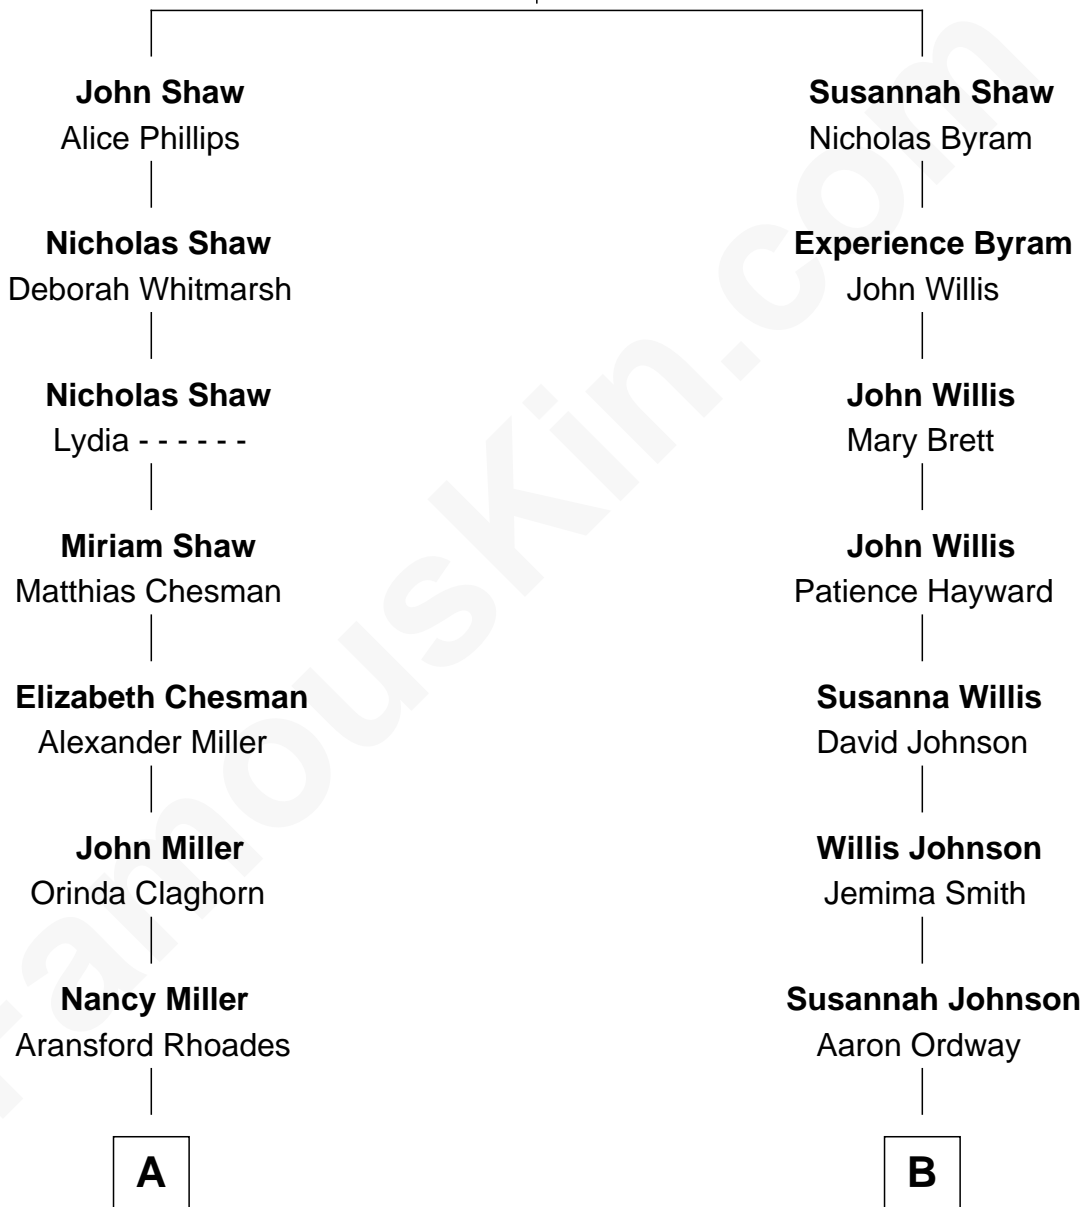 John Shaw
Alice Phillips
Nicholas Shaw
Deborah Whitmarsh
Nicholas Shaw
Lydia - - - - - -
Miriam Shaw
Matthias Chesman
Elizabeth Chesman
Alexander Miller
John Miller
Orinda Claghorn
Nancy Miller
Aransford Rhoades
A
Susannah Shaw
Nicholas Byram
Experience Byram
John Willis
John Willis
Mary Brett
John Willis
Patience Hayward
Susanna Willis
David Johnson
Willis Johnson
Jemima Smith
Susannah Johnson
Aaron Ordway
B
FamousKin.com